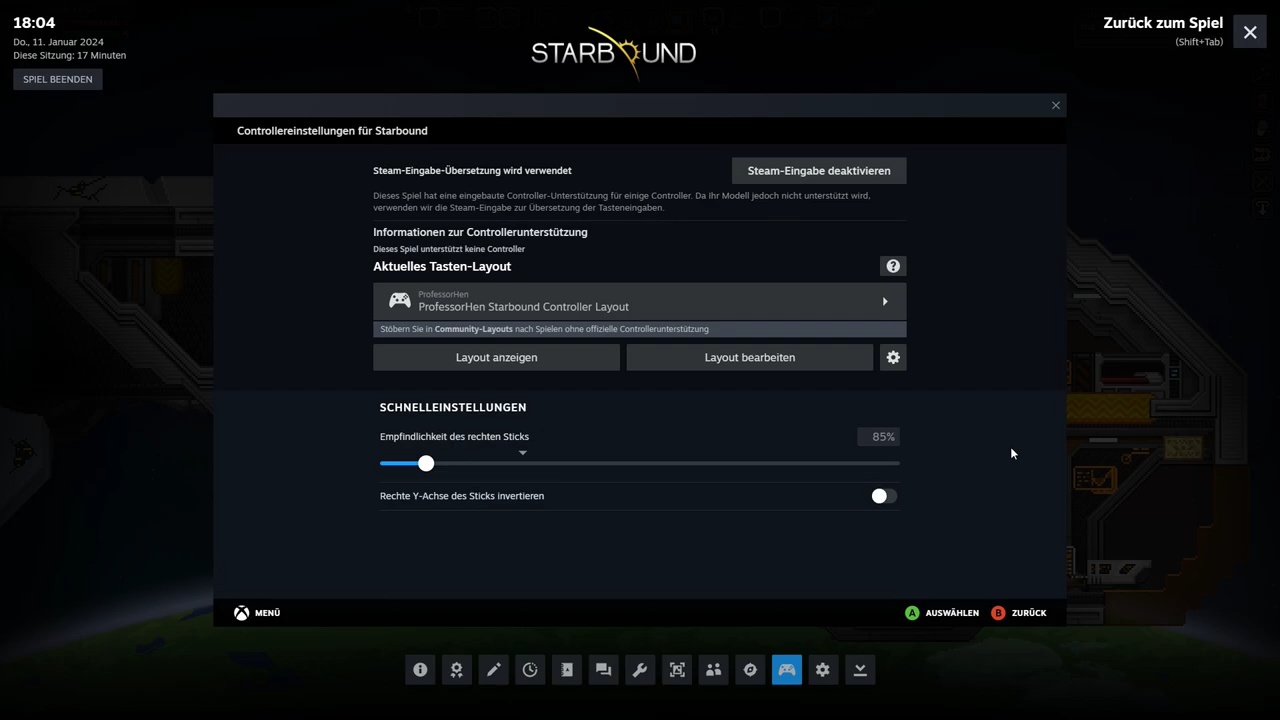 18:04
Do., 11. Januar 2024
Diese Sitzung: 17 Minuten
SPIEL BEENDEN
STARBOUND
Zurück zum Spiel
(Shift+Tab)
Controllereinstellungen für Starbound
Steam-Eingabe-Übersetzung wird verwendet
Steam-Eingabe deaktivieren
Dieses Spiel hat eine eingebaute Controller-Unterstützung für einige Controller. Da Ihr Modell jedoch nicht unterstützt wird,
verwenden wir die Steam-Eingabe zur Übersetzung der Tasteneingaben.
Informationen zur Controllerunterstützung
Dieses Spiel unterstützt keine Controller
Aktuelles Tasten-Layout
ProfessorHen
ProfessorHen Starbound Controller Layout
Stöbern Sie in Community-Layouts nach Spielen ohne offizielle Controllerunterstützung
Layout anzeigen
Layout bearbeiten
SCHNELLEINSTELLUNGEN
Empfindlichkeit des rechten Sticks
85%
Rechte Y-Achse des Sticks invertieren
MENÜ
A AUSWÄHLEN
B ZURÜCK